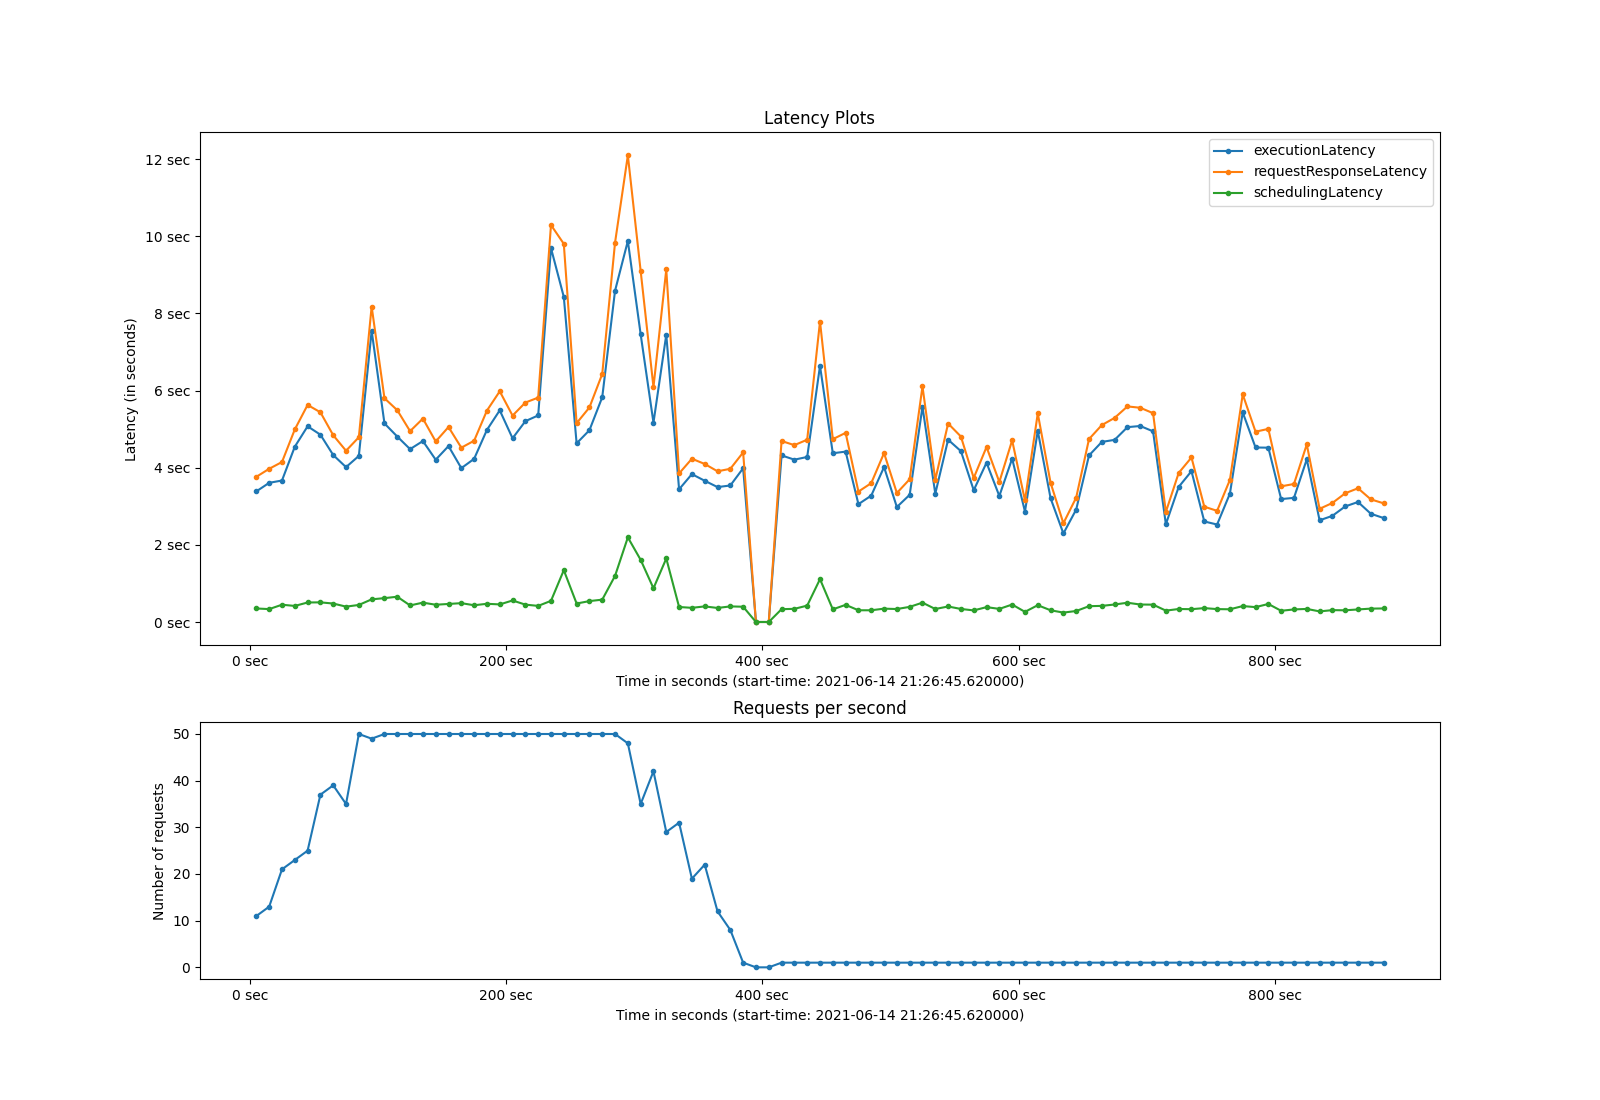 Latency Plots
12 sec
10 sec
8 sec
6 sec
4 sec
2 sec
0 sec
Latency (in seconds)
executionLatency
requestResponseLatency
schedulingLatency
0 sec 200 sec 400 sec 600 sec 800 sec
Time in seconds (start-time: 2021-06-14 21:26:45.620000)
Requests per second
50
40
30
20
10
0
Number of requests
0 sec 200 sec 400 sec 600 sec 800 sec
Time in seconds (start-time: 2021-06-14 21:26:45.620000)